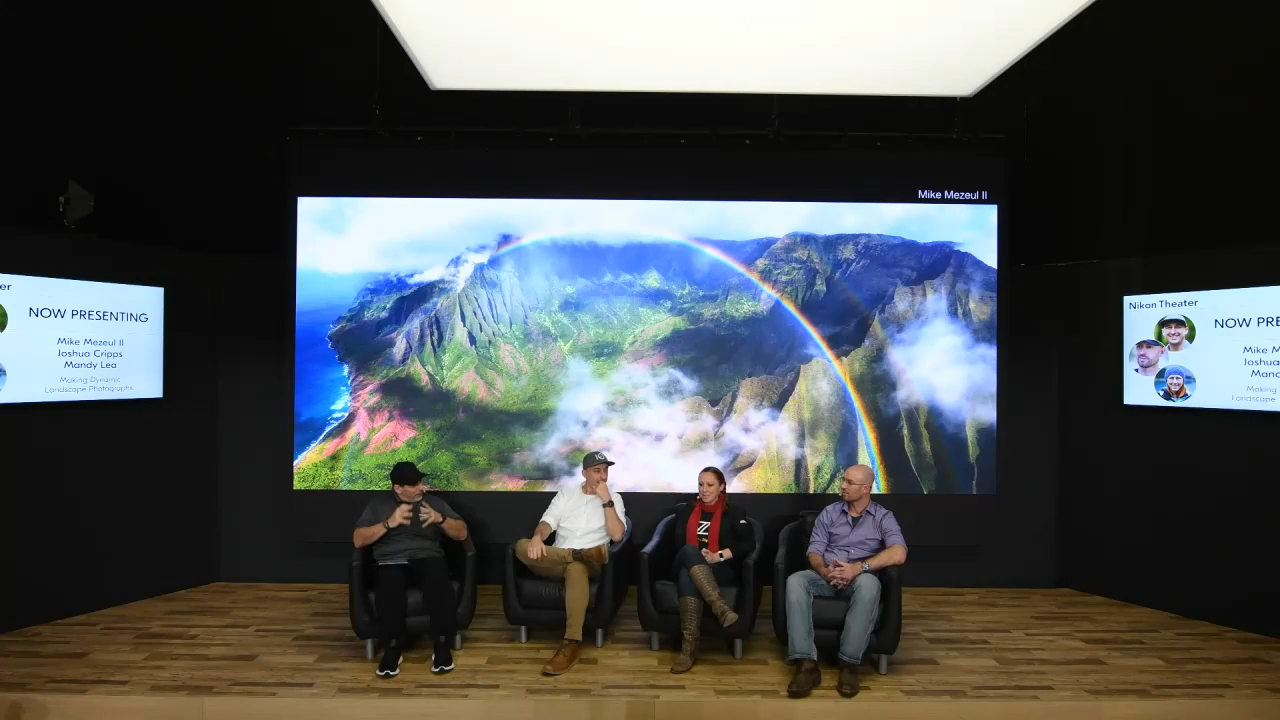 Mike Mezeul II
er
NOW PRESENTING
Mike Mezeul II
Joshua Cripps
Mandy Lea
Making Dynamic
Landscape Photographs
Nikon Theater
NOW PRE
Mike M
Joshua
Mand
Making
Landscape
Z